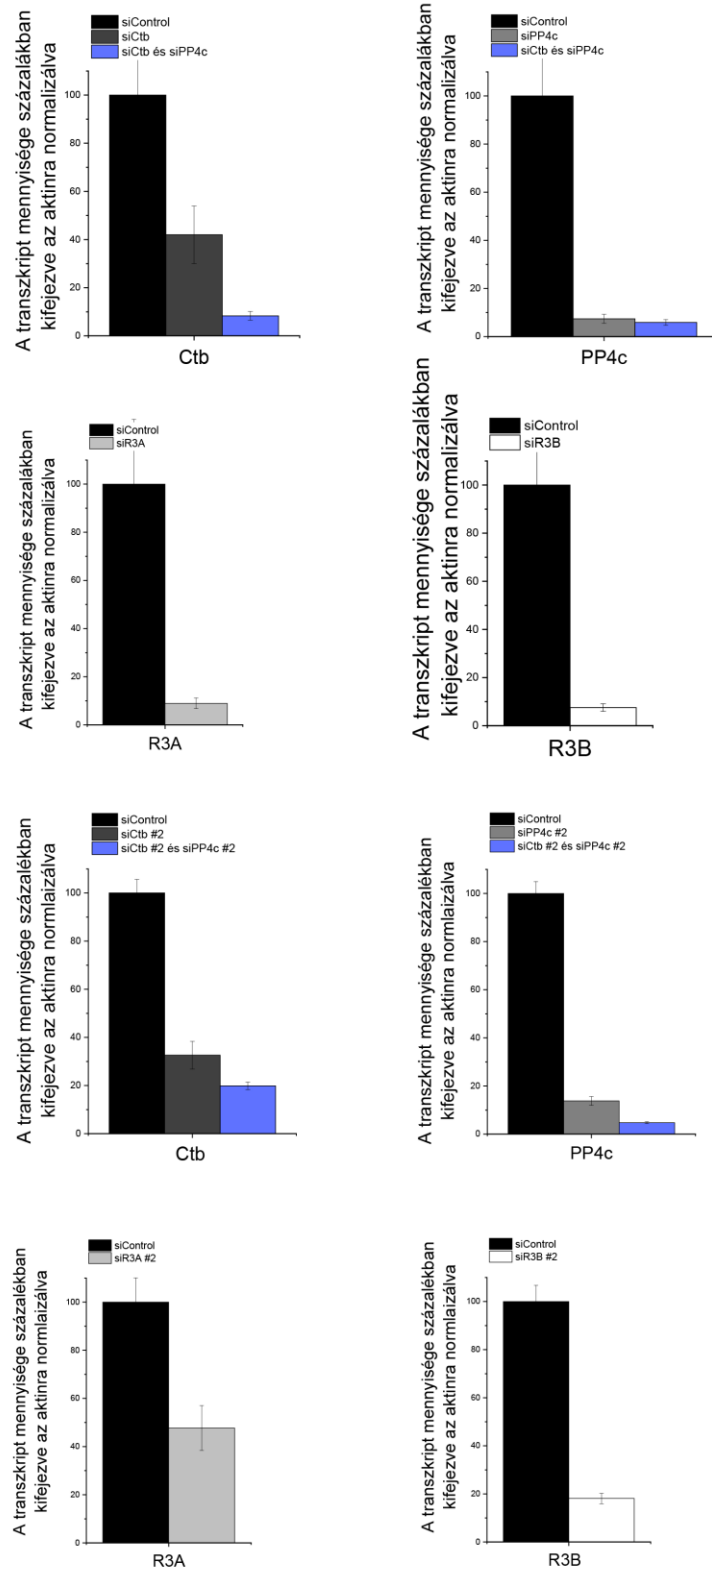 siControl
siCtb
siCtb és siPP4c
A transzkript mennyisége százalákban
kifejezve az aktinra normalizálva
100
80
60
40
20
0
Ctb
siControl
siPP4c
siCtb és siPP4c
A transzkript mennyisége százalákban
kifejezve az aktinra normalizálva
100
80
60
40
20
0
PP4c
siControl
siR3A
A transzkript mennyisége százalákban
kifejezve az aktinra normalizálva
100
80
60
40
20
0
R3A
siControl
siR3B
A transzkript mennyisége százalákban
kifejezve az aktinra normalizálva
100
80
60
40
20
0
R3B
siControl
siCtb #2
siCtb #2 és siPP4c #2
A transzkript mennyisége százalékban
kifejezve az aktinra normlaizálva
100
80
60
40
20
0
Ctb
siControl
siPP4c #2
siCtb #2 és siPP4c #2
A transzkript mennyisége százalékban
kifejezve az aktinra normlaizálva
100
80
60
40
20
0
PP4c
siControl
siR3A #2
A transzkript mennyisége százalékban
kifejezve az aktinra normlaizálva
100
80
60
40
20
0
R3A
siControl
siR3B #2
A transzkript mennyisége százalékban
kifejezve az aktinra normlaizálva
100
80
60
40
20
0
R3B